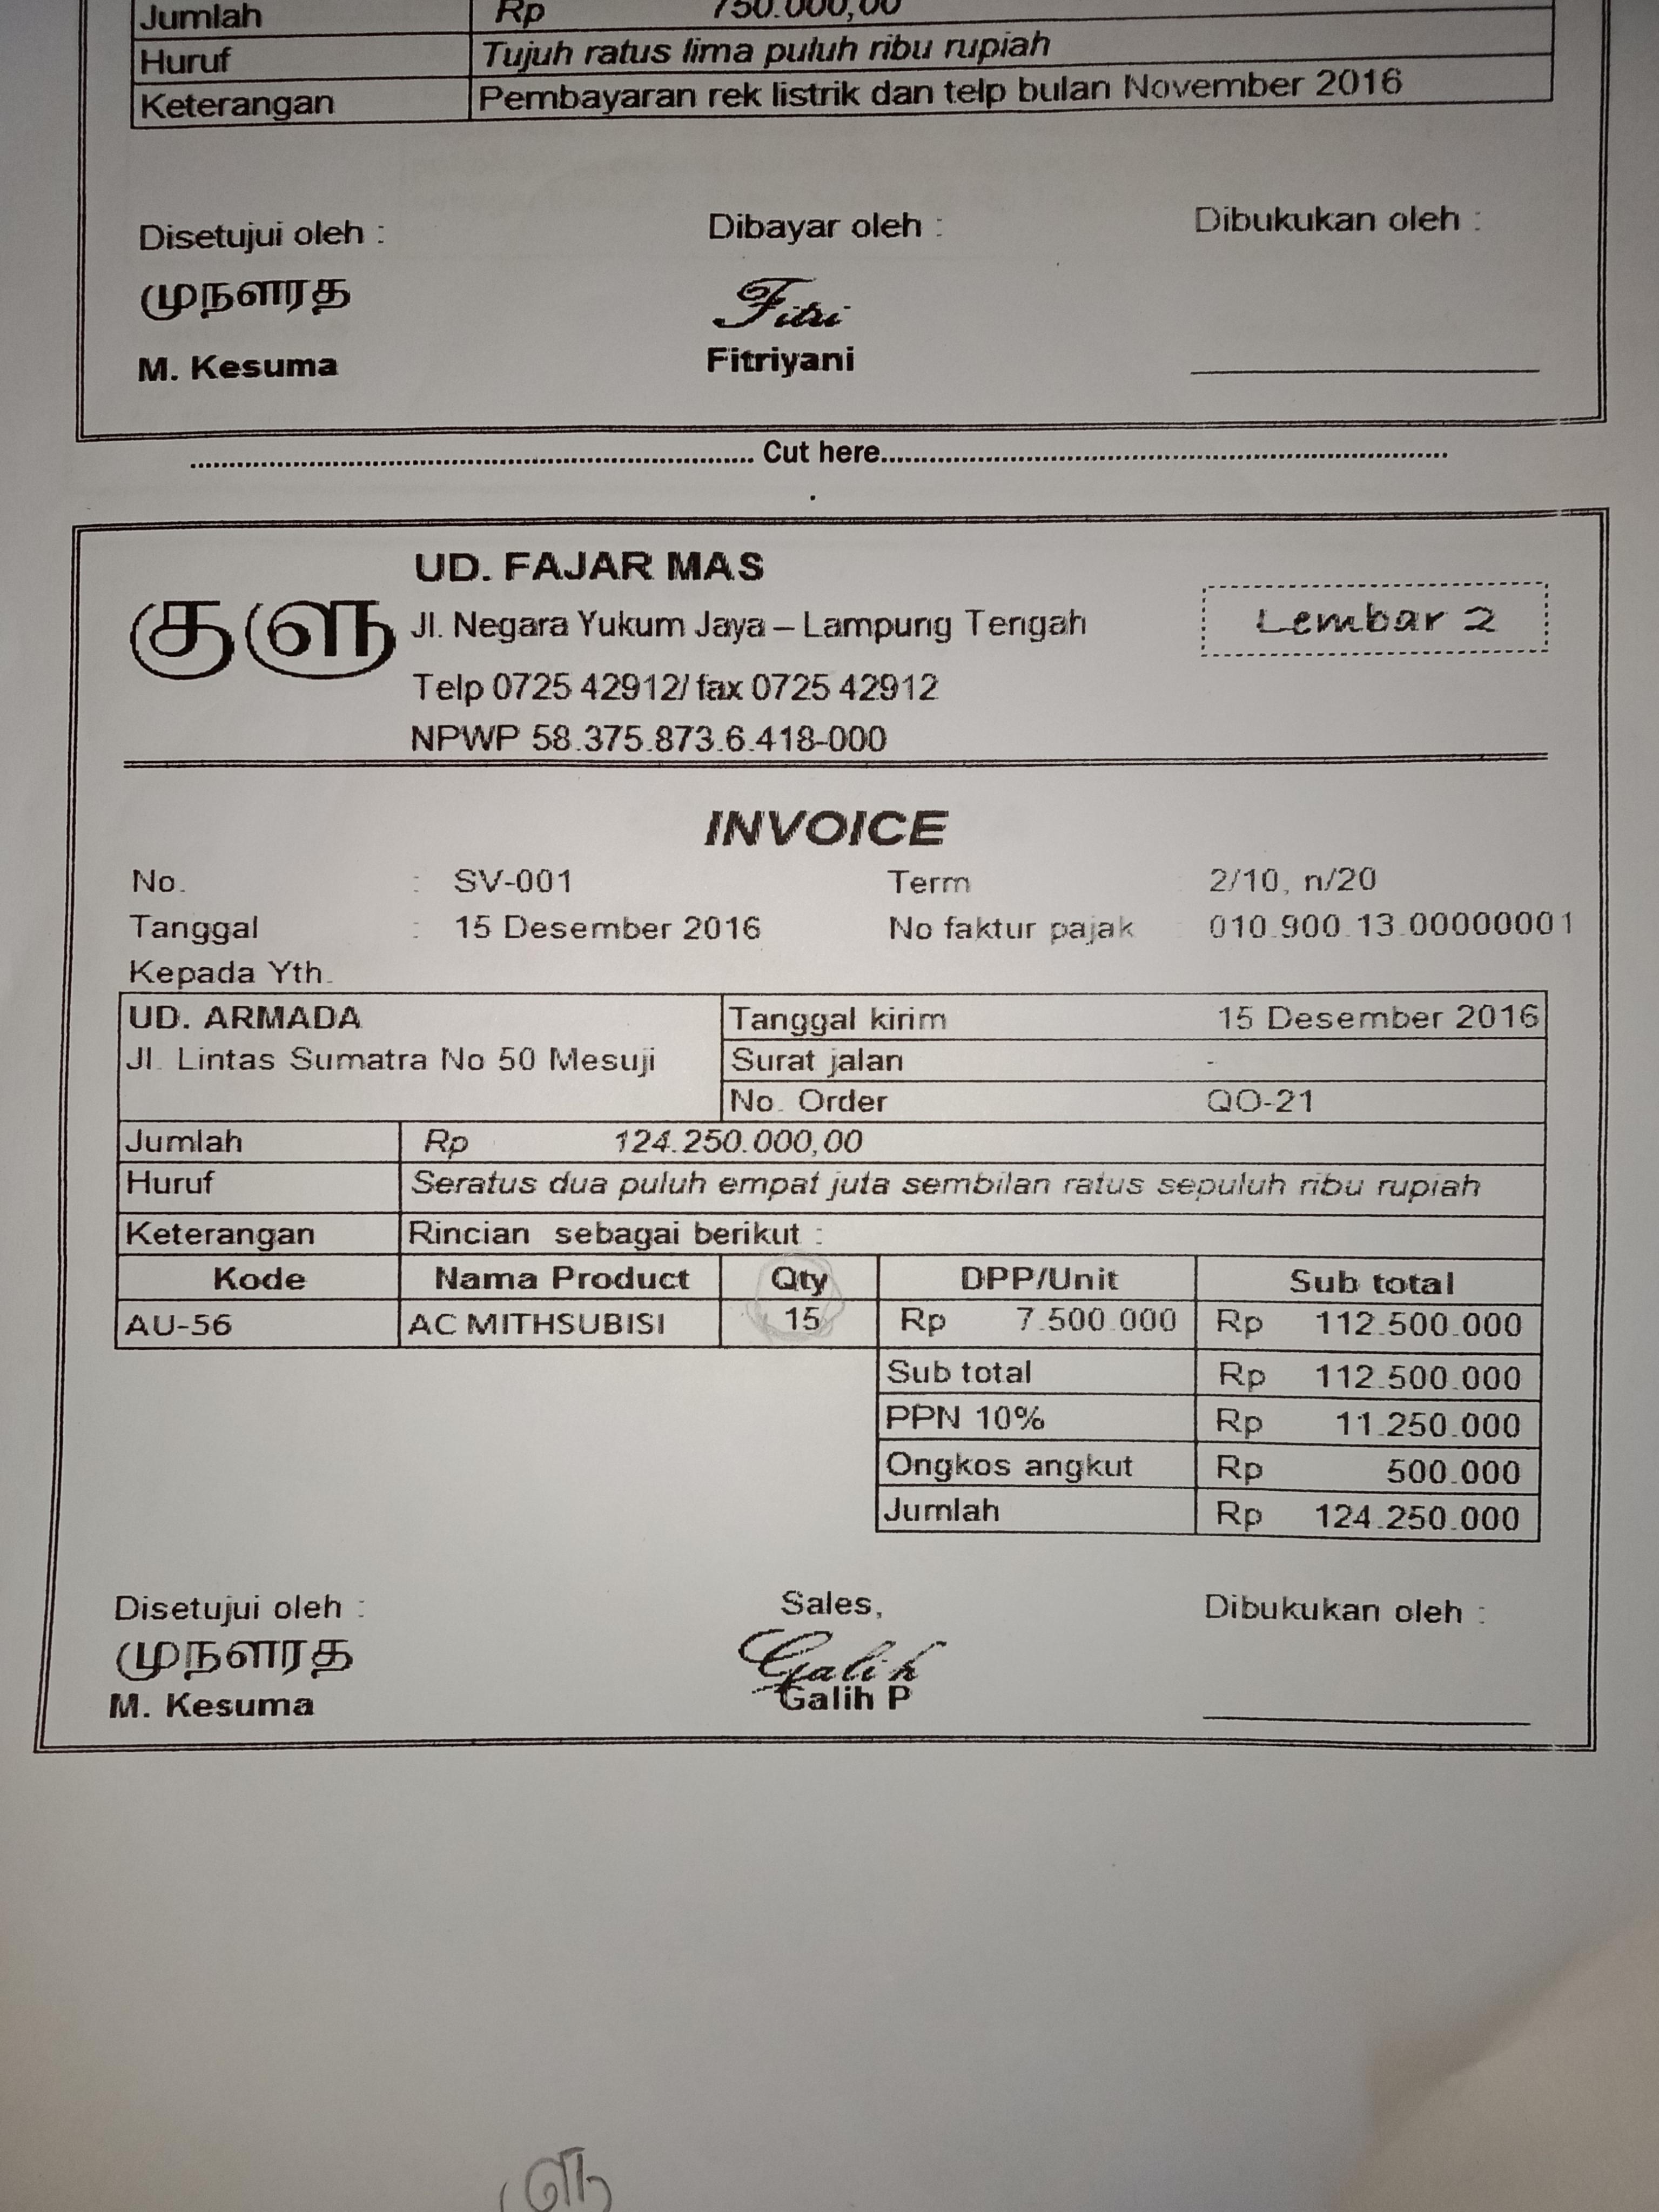 Jumlah Rp 750.000,00
Huruf Tujuh ratus lima puluh ribu rupiah
Keterangan Pembayaran rek listrik dan telp bulan November 2016
Disetujui oleh : Dibayar oleh : Dibukukan oleh :
முநளரத Fitri
M. Kesuma Fitriyani
Cut here
UD. FAJAR MAS
குளு Jl. Negara Yukum Jaya – Lampung Tengah Lembar 2
Telp 0725 42912/ fax 0725 42912
NPWP 58.375.873.6.418-000
INVOICE
No. : SV-001 Term 2/10, n/20
Tanggal : 15 Desember 2016 No faktur pajak 010.900.13.00000001
Kepada Yth.
UD. ARMADA Tanggal kirim 15 Desember 2016
Jl. Lintas Sumatra No 50 Mesuji Surat jalan -
No. Order QO-21
Jumlah Rp 124.250.000,00
Huruf Seratus dua puluh empat juta sembilan ratus sepuluh ribu rupiah
Keterangan Rincian sebagai berikut :
Kode Nama Product Qty DPP/Unit Sub total
AU-56 AC MITHSUBISI 15 Rp 7.500.000 Rp 112.500.000
Sub total Rp 112.500.000
PPN 10% Rp 11.250.000
Ongkos angkut Rp 500.000
Jumlah Rp 124.250.000
Disetujui oleh : Sales, Dibukukan oleh :
முநளரத Galih
M. Kesuma Galih P